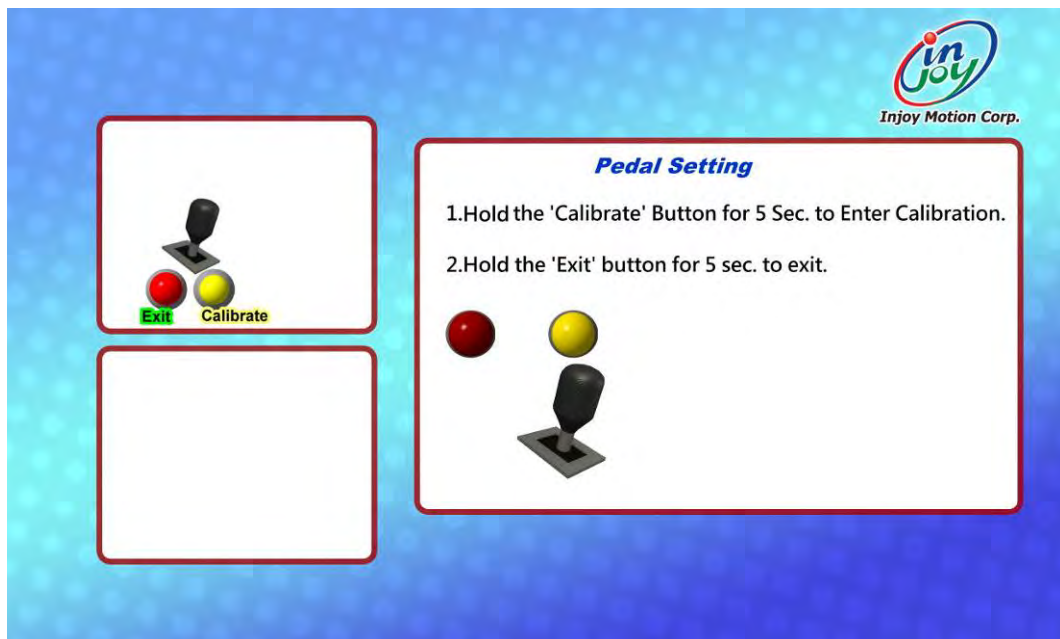 in
joy
Injoy Motion Corp.
Exit
Calibrate
Pedal Setting
1.Hold the 'Calibrate' Button for 5 Sec. to Enter Calibration.
2.Hold the 'Exit' button for 5 sec. to exit.